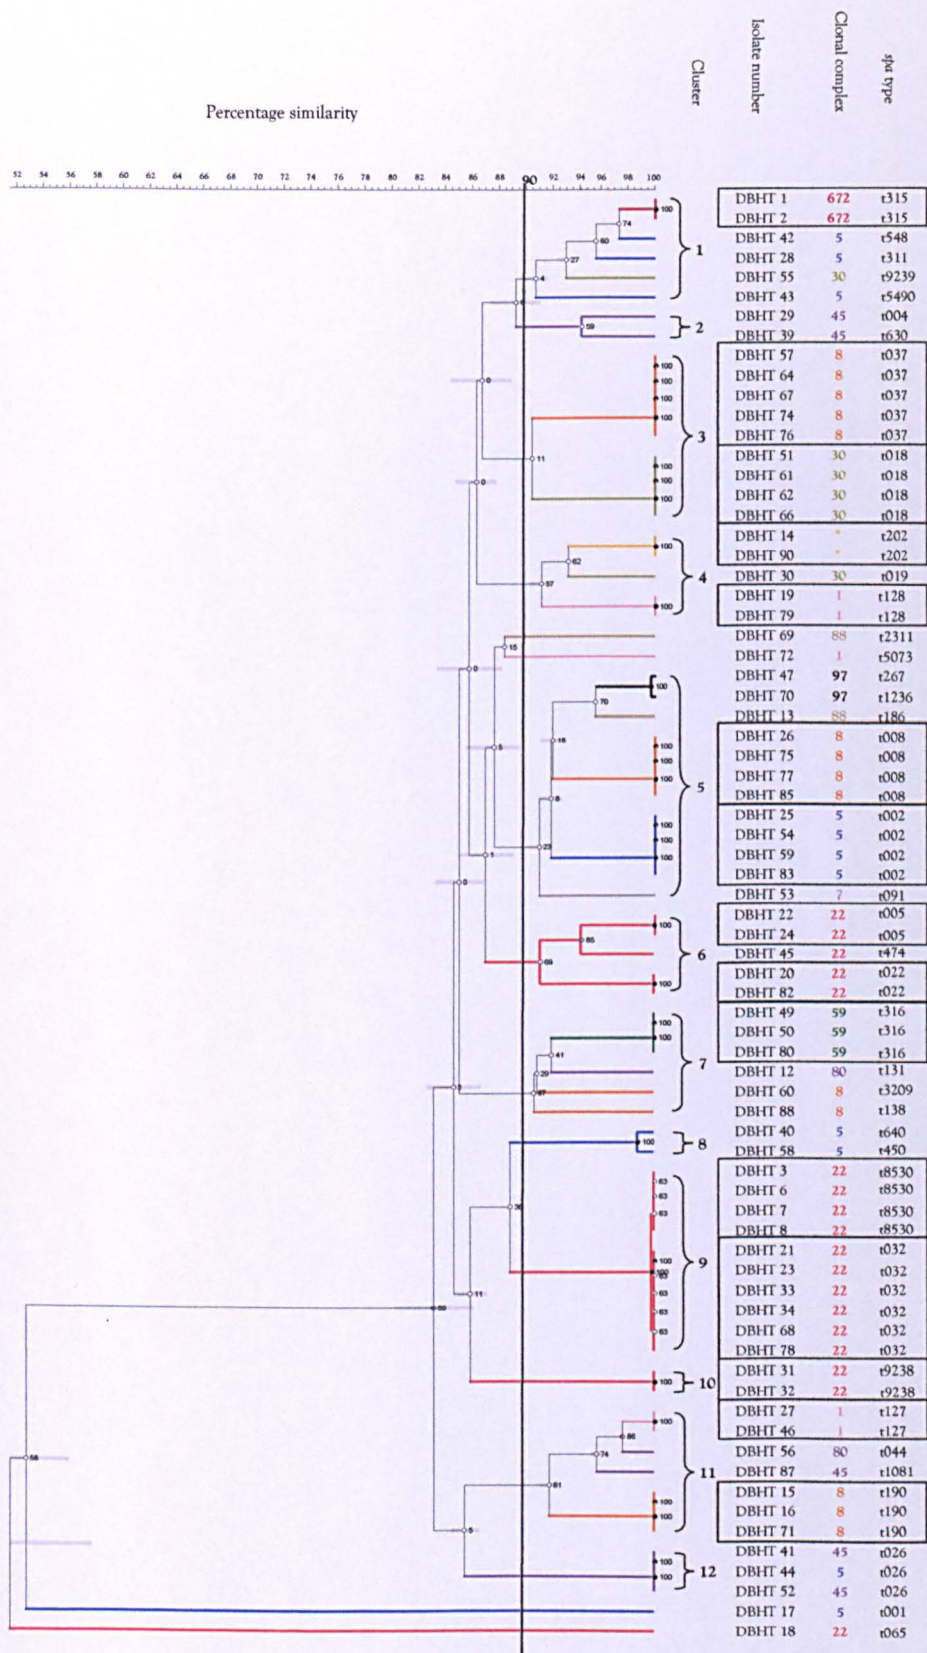 spa type
Clonal complex
Isolate number
Cluster
Percentage similarity
52 54 56 58 60 62 64 66 68 70 72 74 76 78 80 82 84 86 88 90 92 94 96 98 100
DBHT 1 672 t315
DBHT 2 672 t315
DBHT 42 5 t548
DBHT 28 5 t311
DBHT 55 30 t9239
DBHT 43 5 t5490
DBHT 29 45 t004
DBHT 39 45 t630
DBHT 57 8 t037
DBHT 64 8 t037
DBHT 67 8 t037
DBHT 74 8 t037
DBHT 76 8 t037
DBHT 51 30 t018
DBHT 61 30 t018
DBHT 62 30 t018
DBHT 66 30 t018
DBHT 14 * t202
DBHT 90 * t202
DBHT 30 30 t019
DBHT 19 1 t128
DBHT 79 1 t128
DBHT 69 88 t2311
DBHT 72 1 t5073
DBHT 47 97 t267
DBHT 70 97 t1236
DBHT 13 88 t186
DBHT 26 8 t008
DBHT 75 8 t008
DBHT 77 8 t008
DBHT 85 8 t008
DBHT 25 5 t002
DBHT 54 5 t002
DBHT 59 5 t002
DBHT 83 5 t002
DBHT 53 7 t091
DBHT 22 22 t005
DBHT 24 22 t005
DBHT 45 22 t474
DBHT 20 22 t022
DBHT 82 22 t022
DBHT 49 59 t316
DBHT 50 59 t316
DBHT 80 59 t316
DBHT 12 80 t131
DBHT 60 8 t3209
DBHT 88 8 t138
DBHT 40 5 t640
DBHT 58 5 t450
DBHT 3 22 t8530
DBHT 6 22 t8530
DBHT 7 22 t8530
DBHT 8 22 t8530
DBHT 21 22 t032
DBHT 23 22 t032
DBHT 33 22 t032
DBHT 34 22 t032
DBHT 68 22 t032
DBHT 78 22 t032
DBHT 31 22 t9238
DBHT 32 22 t9238
DBHT 27 1 t127
DBHT 46 1 t127
DBHT 56 80 t044
DBHT 87 45 t1081
DBHT 15 8 t190
DBHT 16 8 t190
DBHT 71 8 t190
DBHT 41 45 t026
DBHT 44 5 t026
DBHT 52 45 t026
DBHT 17 5 t001
DBHT 18 22 t065
1
2
3
4
5
6
7
8
9
10
11
12